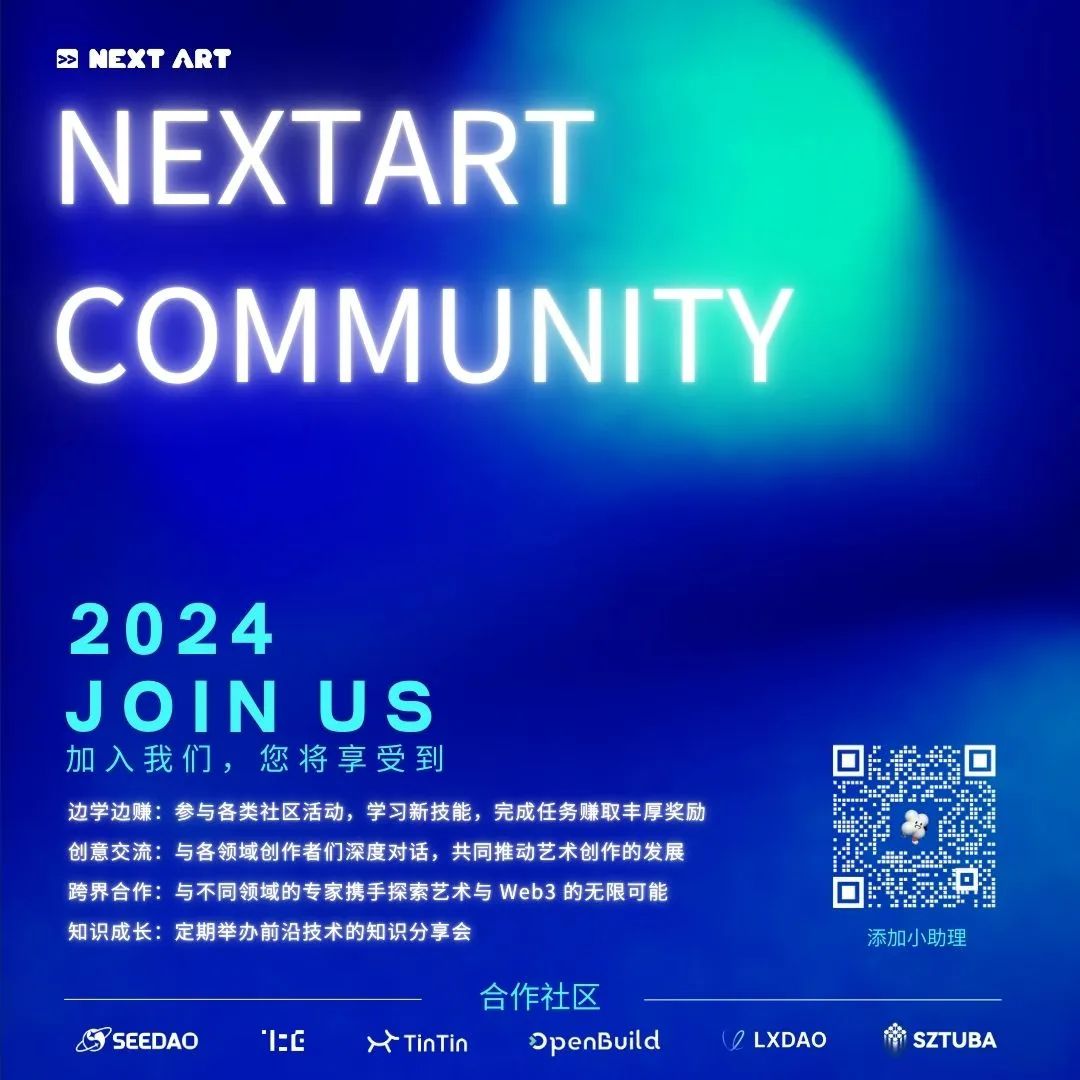 NEXT ART
NEXTART
COMMUNITY
2024
JOIN US
加入我们，您将享受到
边学边赚：参与各类社区活动，学习新技能，完成任务赚取丰厚奖励
创意交流：与各领域创作者们深度对话，共同推动艺术创作的发展
跨界合作：与不同领域的专家携手探索艺术与 Web3 的无限可能
知识成长：定期举办前沿技术的知识分享会
添加小助理
合作社区
SEEDAO TinTin OpenBuild LXDAO SZTUBA